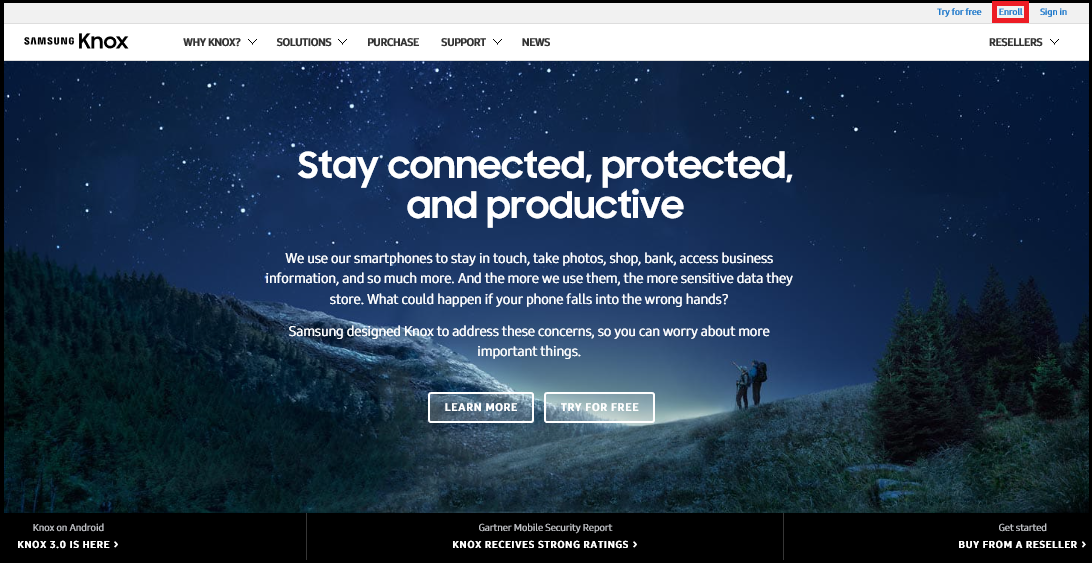 Try for free Enroll Sign in
SAMSUNG Knox WHY KNOX? SOLUTIONS PURCHASE SUPPORT NEWS RESELLERS
Stay connected, protected,
and productive
We use our smartphones to stay in touch, take photos, shop, bank, access business
information, and so much more. And the more we use them, the more sensitive data they
store. What could happen if your phone falls into the wrong hands?
Samsung designed Knox to address these concerns, so you can worry about more
important things.
LEARN MORE TRY FOR FREE
Knox on Android Gartner Mobile Security Report Get started
KNOX 3.0 IS HERE > KNOX RECEIVES STRONG RATINGS > BUY FROM A RESELLER >